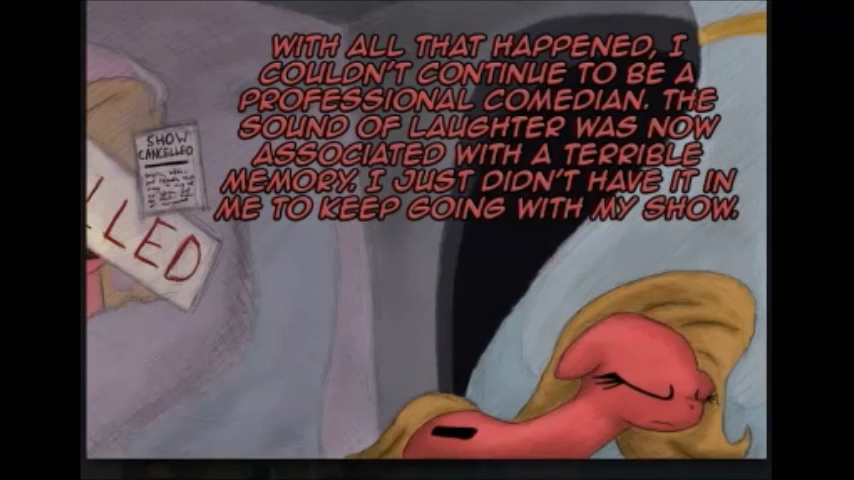 WITH ALL THAT HAPPENED, I
COULDN'T CONTINUE TO BE A
PROFESSIONAL COMEDIAN. THE
SOUND OF LAUGHTER WAS NOW
ASSOCIATED WITH A TERRIBLE
MEMORY. I JUST DIDN'T HAVE IT IN
ME TO KEEP GOING WITH MY SHOW.
SHOW
CANCELLED
LLED